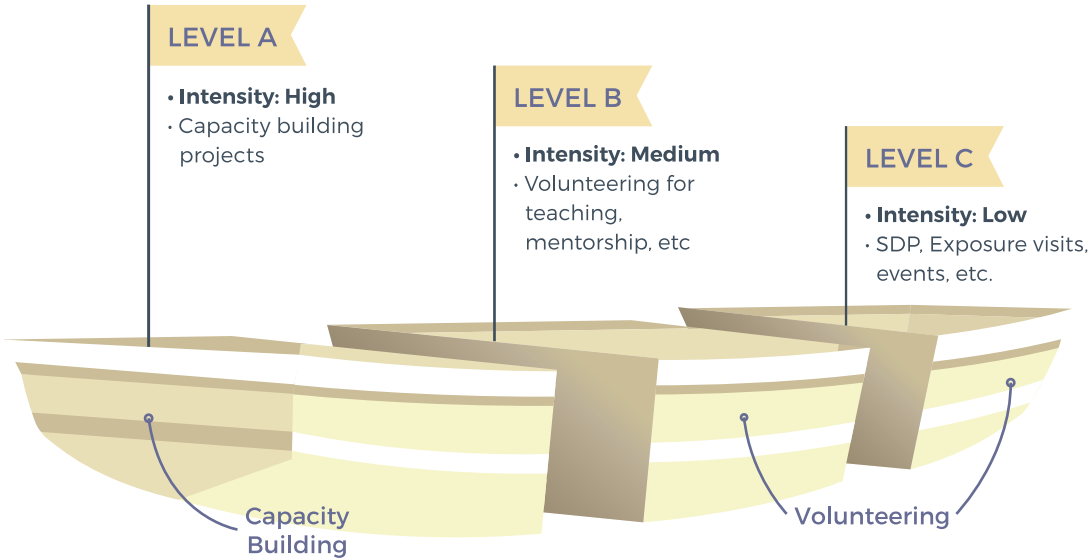 LEVEL A
• Intensity: High
• Capacity building
projects
LEVEL B
• Intensity: Medium
• Volunteering for
teaching,
mentorship, etc
LEVEL C
• Intensity: Low
• SDP, Exposure visits,
events, etc.
Capacity
Building
Volunteering